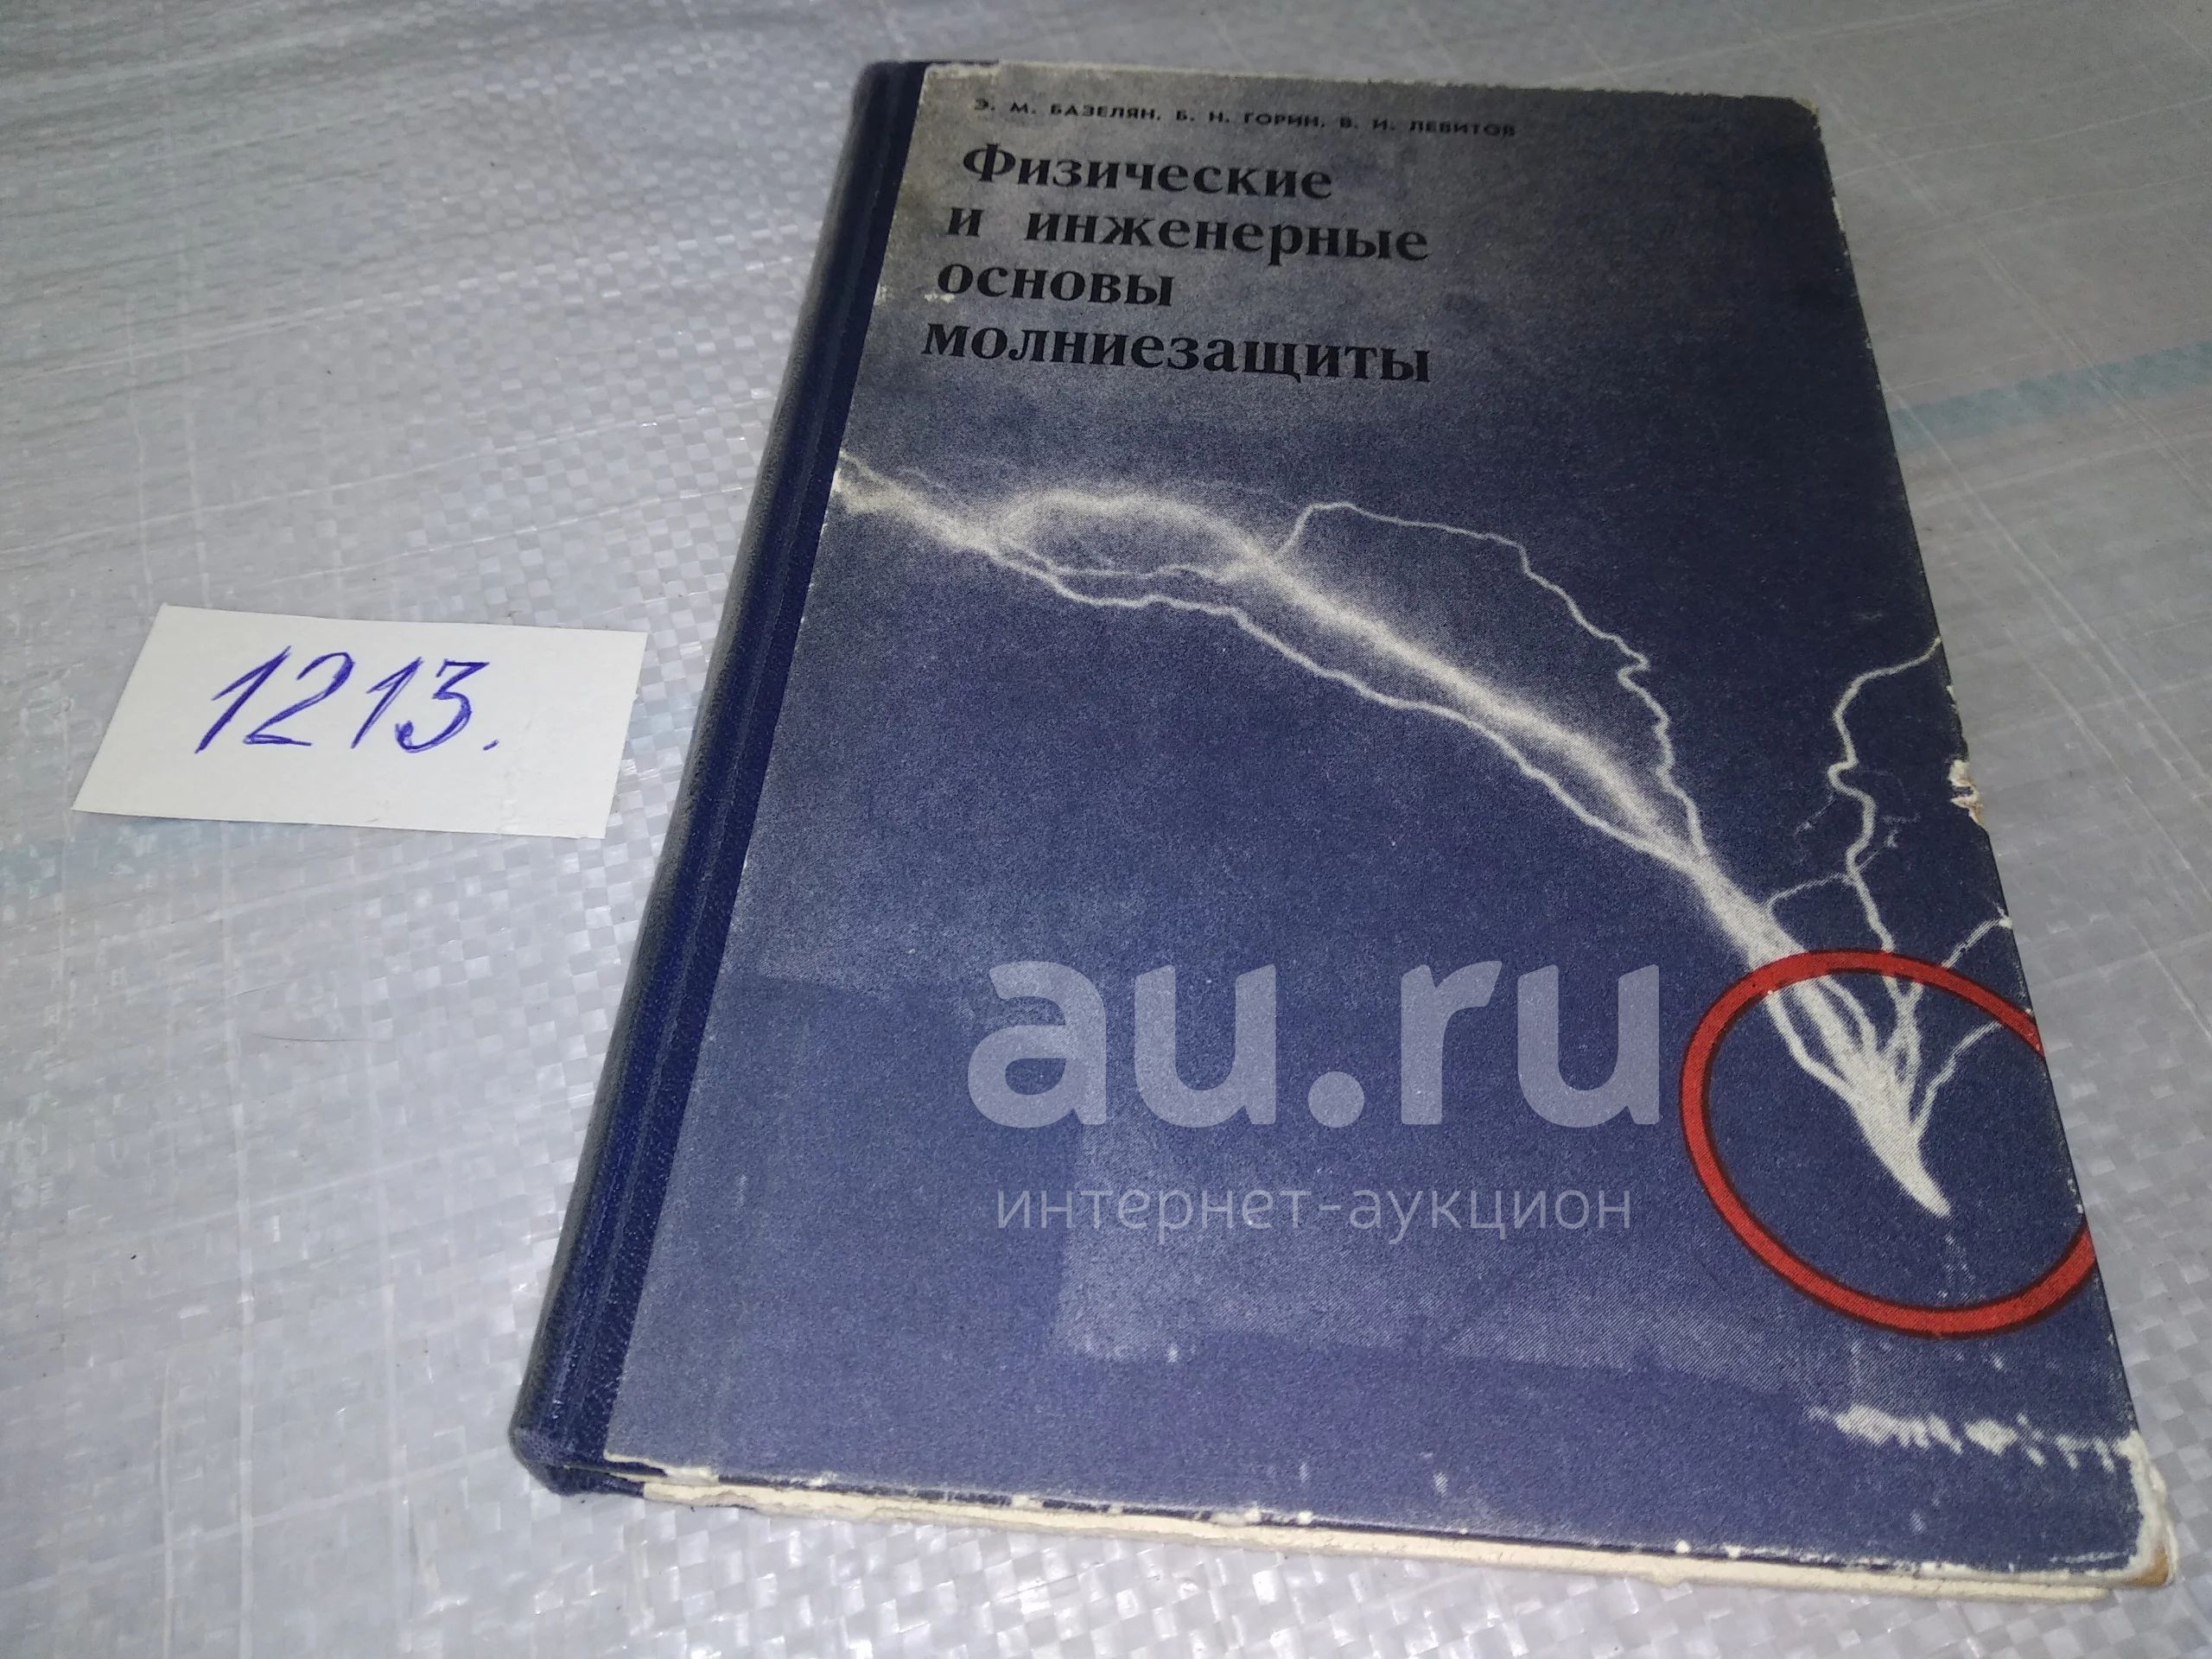 Э. М. БАЗЕЛЯН, Б. Н. ГОРИН, В. И. ЛЕВИТОВ
Физические
и инженерные
основы
молниезащиты
1213.
au.ru
интернет-аукцион